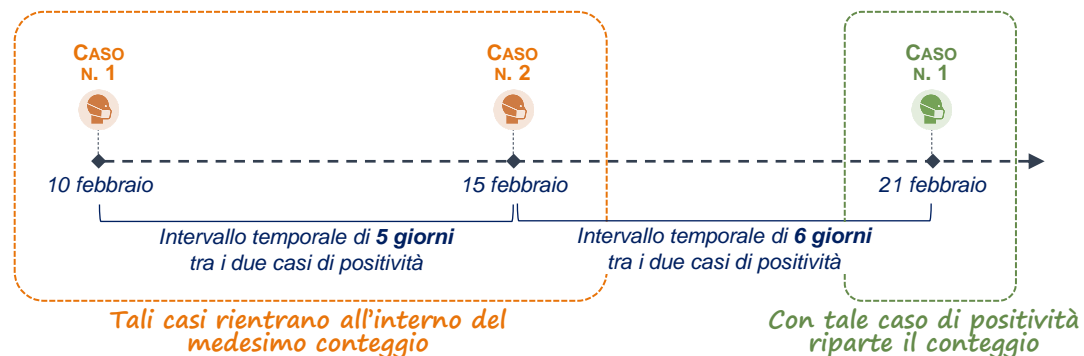 CASO
N. 1
CASO
N. 2
CASO
N. 1
10 febbraio
15 febbraio
21 febbraio
Intervallo temporale di 5 giorni
tra i due casi di positività
Intervallo temporale di 6 giorni
tra i due casi di positività
Tali casi rientrano all'interno del
medesimo conteggio
Con tale caso di positività
riparte il conteggio